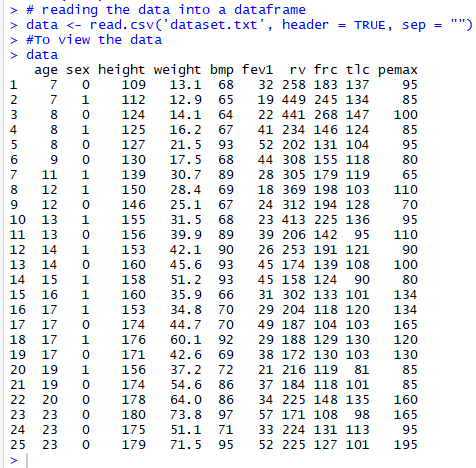 > # reading the data into a dataframe
> data <- read.csv('dataset.txt', header = TRUE, sep = "")
> #To view the data
> data
   age sex height weight bmp fev1  rv frc tlc pemax
1    7   0    109   13.1  68   32 258 183 137    95
2    7   1    112   12.9  65   19 449 245 134    85
3    8   0    124   14.1  64   22 441 268 147   100
4    8   1    125   16.2  67   41 234 146 124    85
5    8   0    127   21.5  93   52 202 131 104    95
6    9   0    130   17.5  68   44 308 155 118    80
7   11   1    139   30.7  89   28 305 179 119    65
8   12   1    150   28.4  69   18 369 198 103   110
9   12   0    146   25.1  67   24 312 194 128    70
10  13   1    155   31.5  68   23 413 225 136    95
11  13   0    156   39.9  89   39 206 142  95   110
12  14   1    153   42.1  90   26 253 191 121    90
13  14   0    160   45.6  93   45 174 139 108   100
14  15   1    158   51.2  93   45 158 124  90    80
15  16   1    160   35.9  66   31 302 133 101   134
16  17   1    153   34.8  70   29 204 118 120   134
17  17   0    174   44.7  70   49 187 104 103   165
18  17   1    176   60.1  92   29 188 129 130   120
19  17   0    171   42.6  69   38 172 130 103   130
20  19   1    156   37.2  72   21 216 119  81    85
21  19   0    174   54.6  86   37 184 118 101    85
22  20   0    178   64.0  86   34 225 148 135   160
23  23   0    180   73.8  97   57 171 108  98   165
24  23   0    175   51.1  71   33 224 131 113    95
25  23   0    179   71.5  95   52 225 127 101   195
>